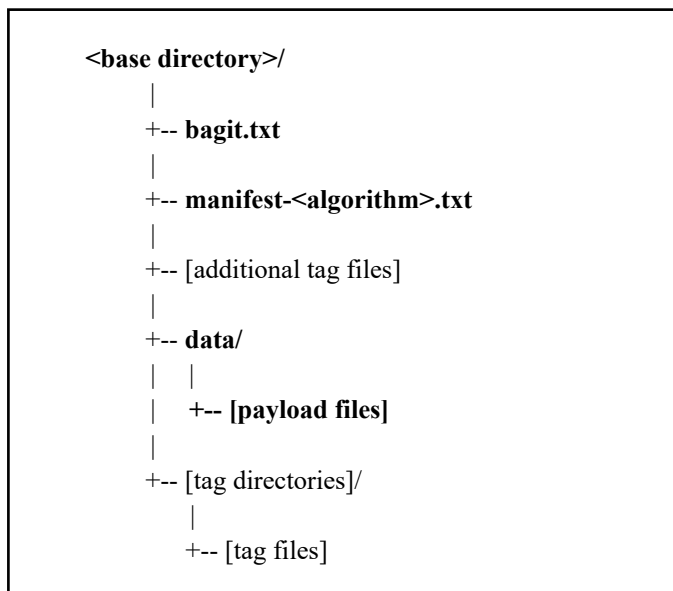 <base directory>/
|
+-- bagit.txt
|
+-- manifest-<algorithm>.txt
|
+-- [additional tag files]
|
+-- data/
| |
| +-- [payload files]
|
+-- [tag directories]/
|
+-- [tag files]